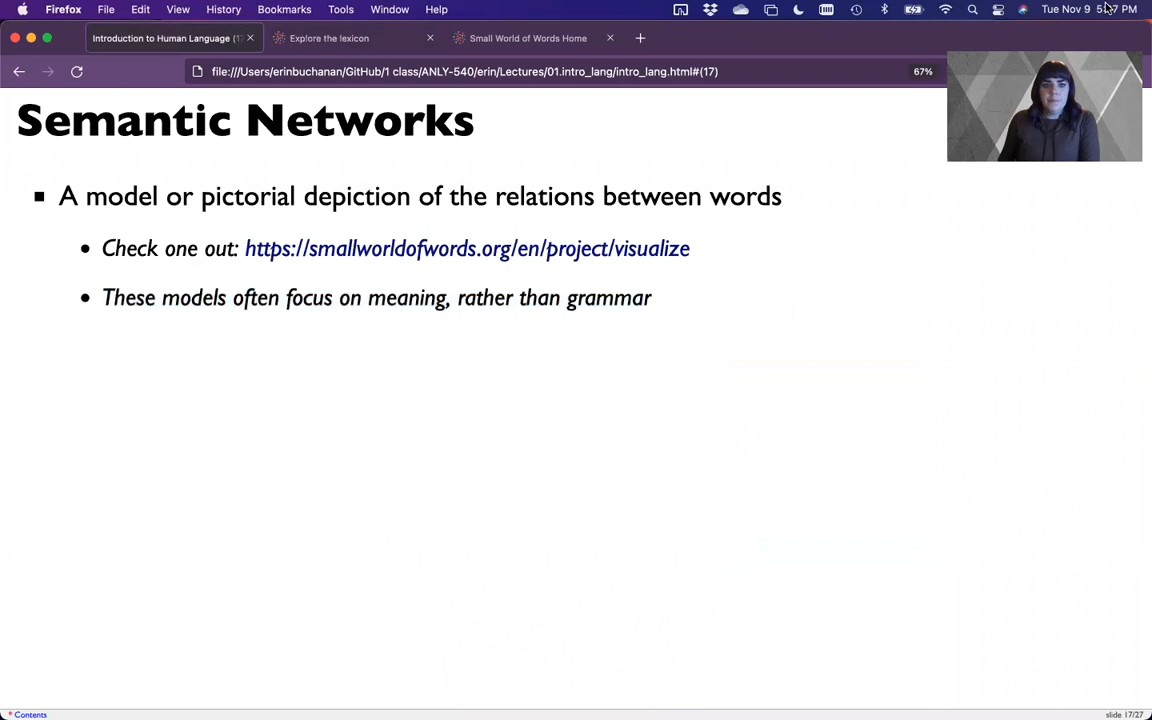 Firefox File Edit View History Bookmarks Tools Window Help Tue Nov 9 PM
Introduction to Human Language (1 Explore the lexicon Small World of Words Home
file:///Users/erinbuchanan/GitHub/1 class/ANLY-540/erin/Lectures/01.intro_lang/intro_lang.html#(17) 67%
Semantic Networks
A model or pictorial depiction of the relations between words
Check one out: https://smallworldofwords.org/en/project/visualize
These models often focus on meaning, rather than grammar
* Contents slide 17/27